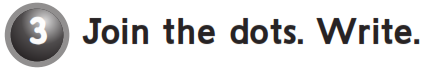 3 Join the dots. Write.